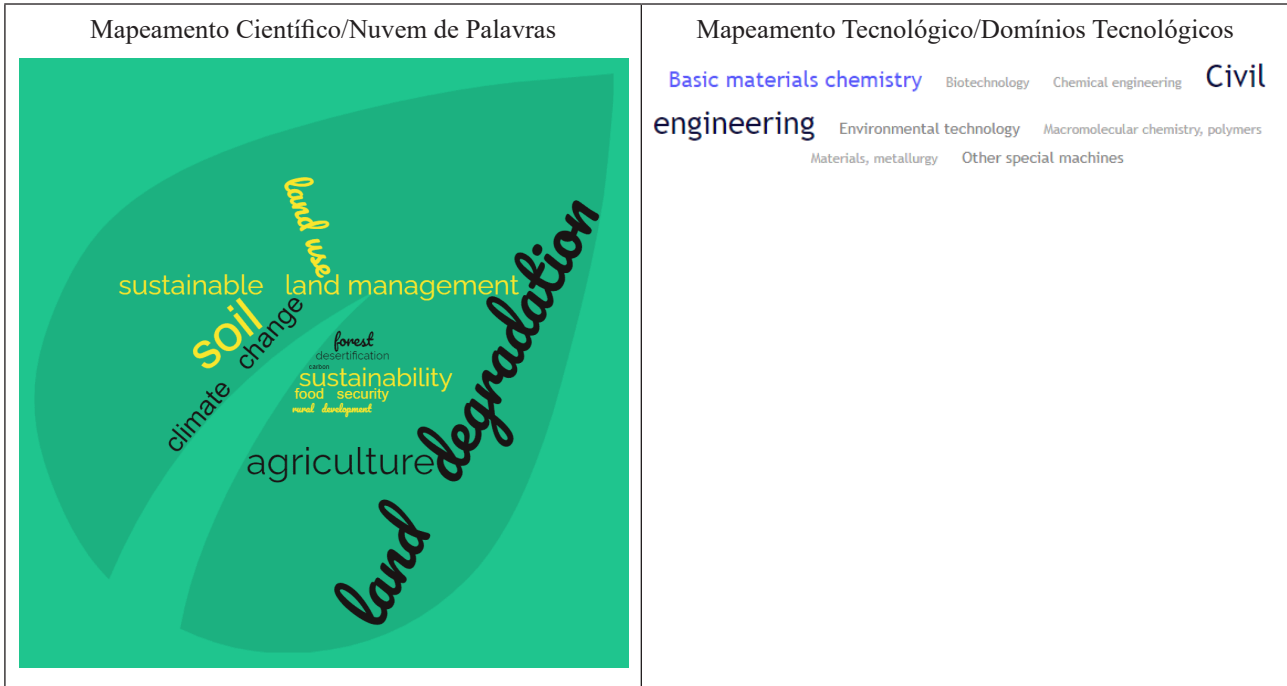 Mapeamento Científico/Nuvem de Palavras
land use
sustainable land management
soil
climate change
forest
desertification
carbon
sustainability
food security
rural development
agriculture
land degradation
Mapeamento Tecnológico/Domínios Tecnológicos
Basic materials chemistry Biotechnology Chemical engineering Civil
engineering Environmental technology Macromolecular chemistry, polymers
Materials, metallurgy Other special machines